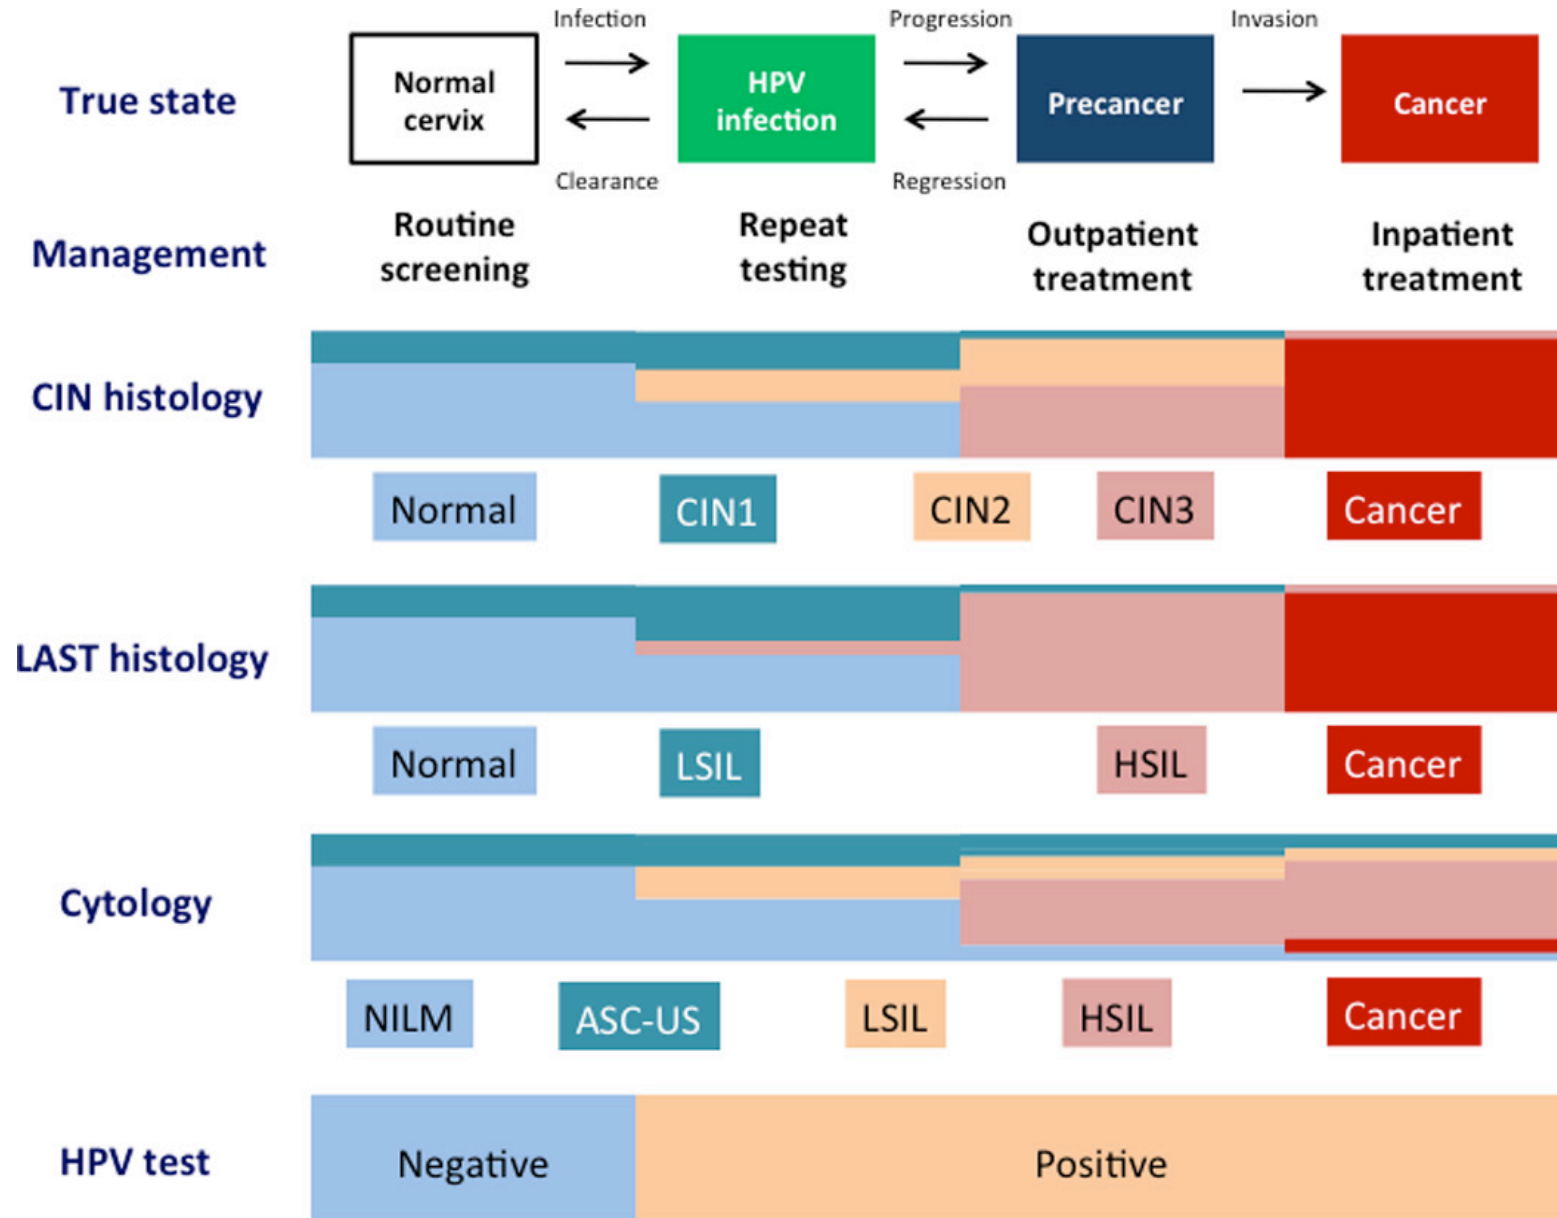 Infection
Progression
Invasion
True state
Normal
cervix
HPV
infection
Precancer
Cancer
Clearance
Regression
Management
Routine
screening
Repeat
testing
Outpatient
treatment
Inpatient
treatment
CIN histology
Normal
CIN1
CIN2
CIN3
Cancer
LAST histology
Normal
LSIL
HSIL
Cancer
Cytology
NILM
ASC-US
LSIL
HSIL
Cancer
HPV test
Negative
Positive